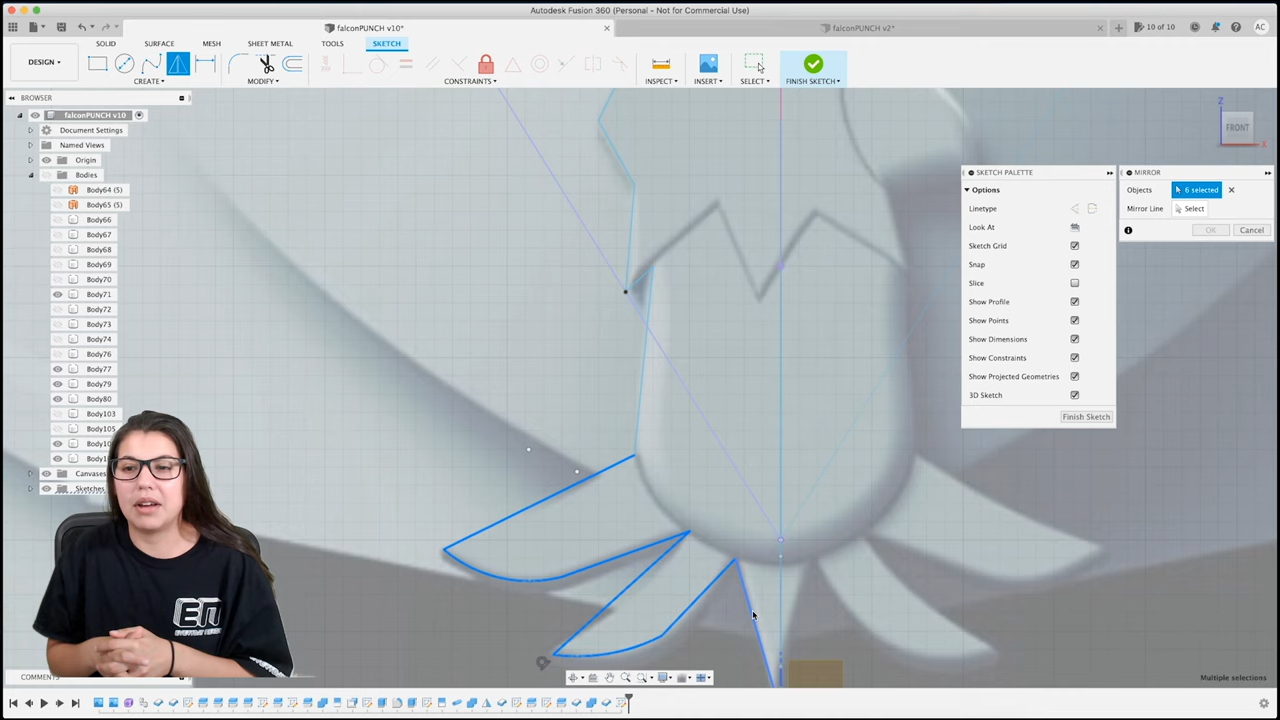 Autodesk Fusion 360 (Personal - Not for Commercial Use)
falconPUNCH v10*
falconPUNCH v2*
10 of 10
AC
SOLID SURFACE MESH SHEET METAL TOOLS SKETCH
DESIGN
CREATE MODIFY CONSTRAINTS INSPECT INSERT SELECT FINISH SKETCH
BROWSER
falconPUNCH v10
Document Settings
Named Views
Origin
Bodies
Body64 (5)
Body65 (5)
Body66
Body67
Body68
Body69
Body70
Body71
Body72
Body73
Body74
Body76
Body77
Body79
Body80
Body103
Body105
Canvases
Sketches
COMMENTS
Z
FRONT
X
SKETCH PALETTE
Options
Linetype
Look At
Sketch Grid
Snap
Slice
Show Profile
Show Points
Show Dimensions
Show Constraints
Show Projected Geometries
3D Sketch
Finish Sketch
MIRROR
Objects 6 selected
Mirror Line Select
OK Cancel
Multiple selections